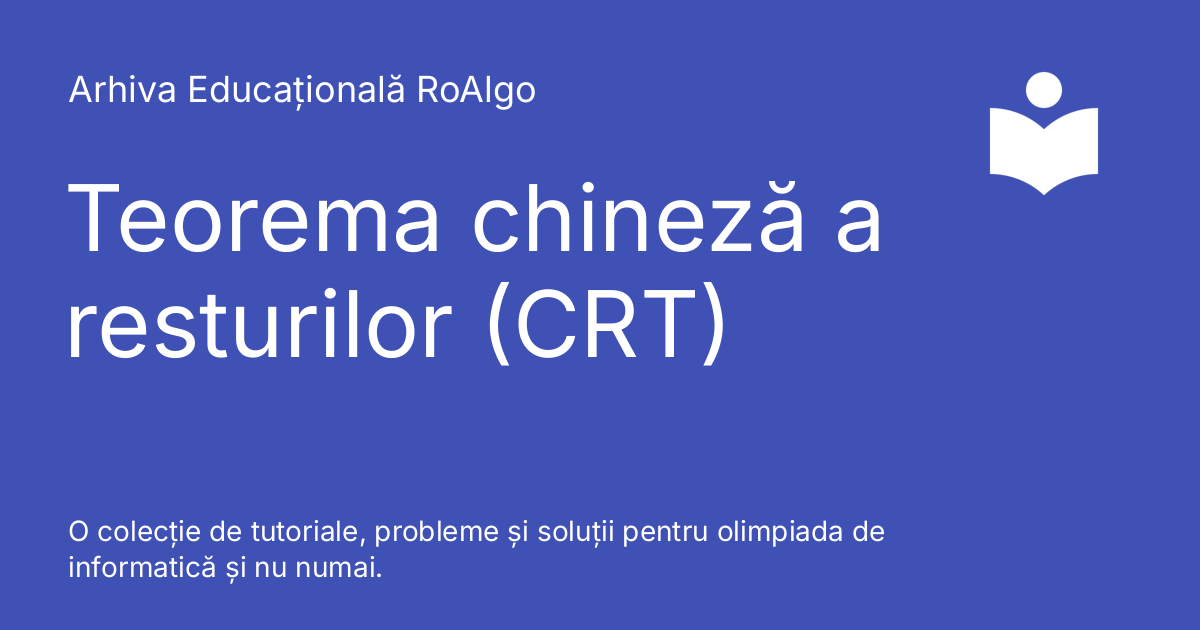 Arhiva Educațională RoAlgo
Teorema chineză a
resturilor (CRT)
O colecție de tutoriale, probleme și soluții pentru olimpiada de
informatică și nu numai.